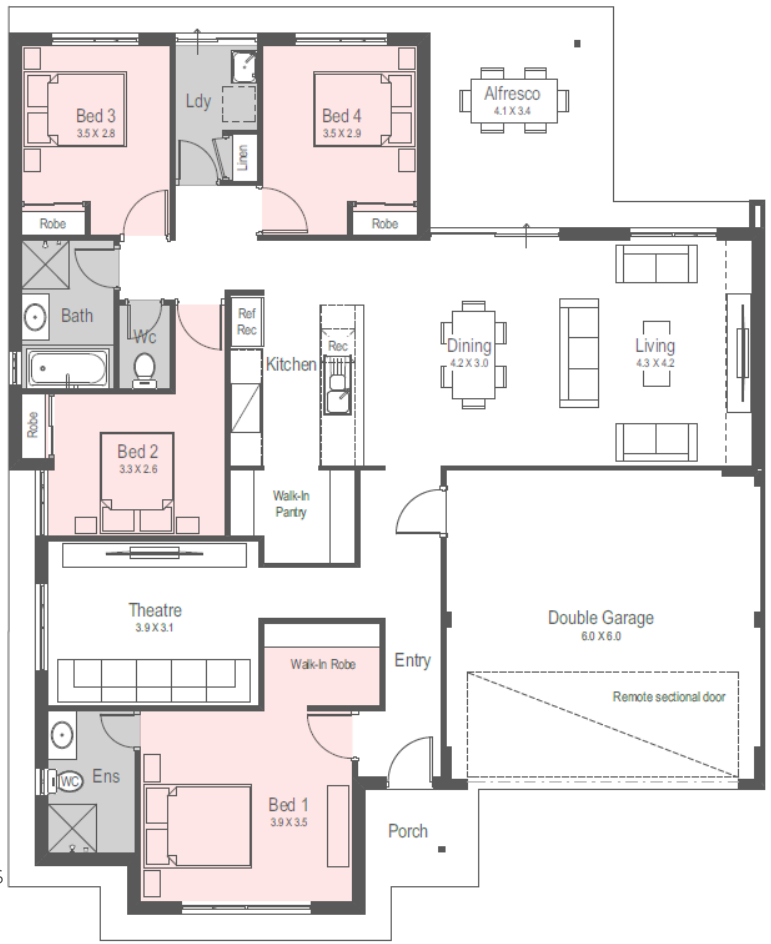 Bed 3
3.5 X 2.8
Ldy
Linen
Bed 4
3.5 X 2.9
Alfresco
4.1 X 3.4
Robe
Robe
Bath
Wc
Ref
Rec
Kitchen
Rec
Dining
4.2 X 3.0
Living
4.3 X 4.2
Robe
Bed 2
3.3 X 2.6
Walk-In
Pantry
Theatre
3.9 X 3.1
Double Garage
6.0 X 6.0
Walk-In Robe
Entry
Remote sectional door
WC
Ens
Bed 1
3.9 X 3.5
Porch